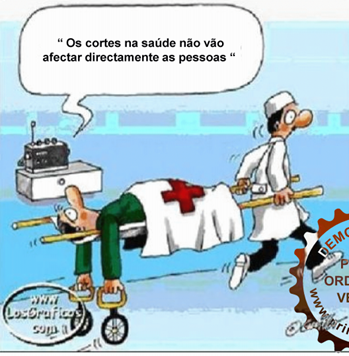 “ Os cortes na saúde não vão
afectar directamente as pessoas “
www
LosGraficos
com